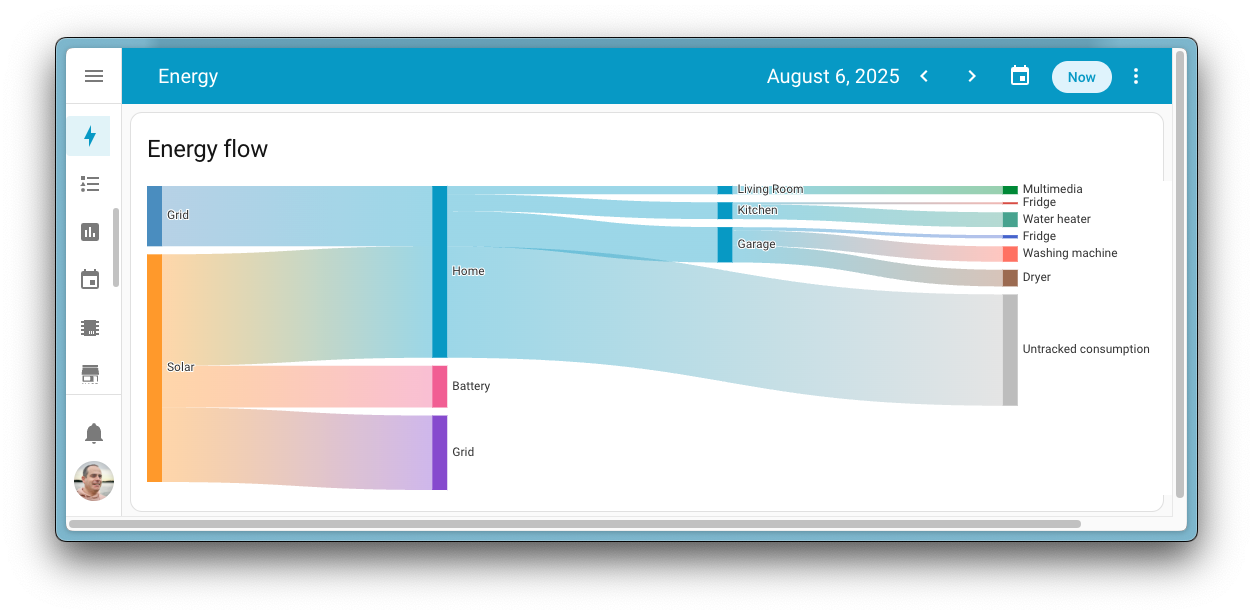 Energy
August 6, 2025
Now
Energy flow
Grid
Solar
Home
Battery
Grid
Living Room
Kitchen
Garage
Multimedia
Fridge
Water heater
Fridge
Washing machine
Dryer
Untracked consumption